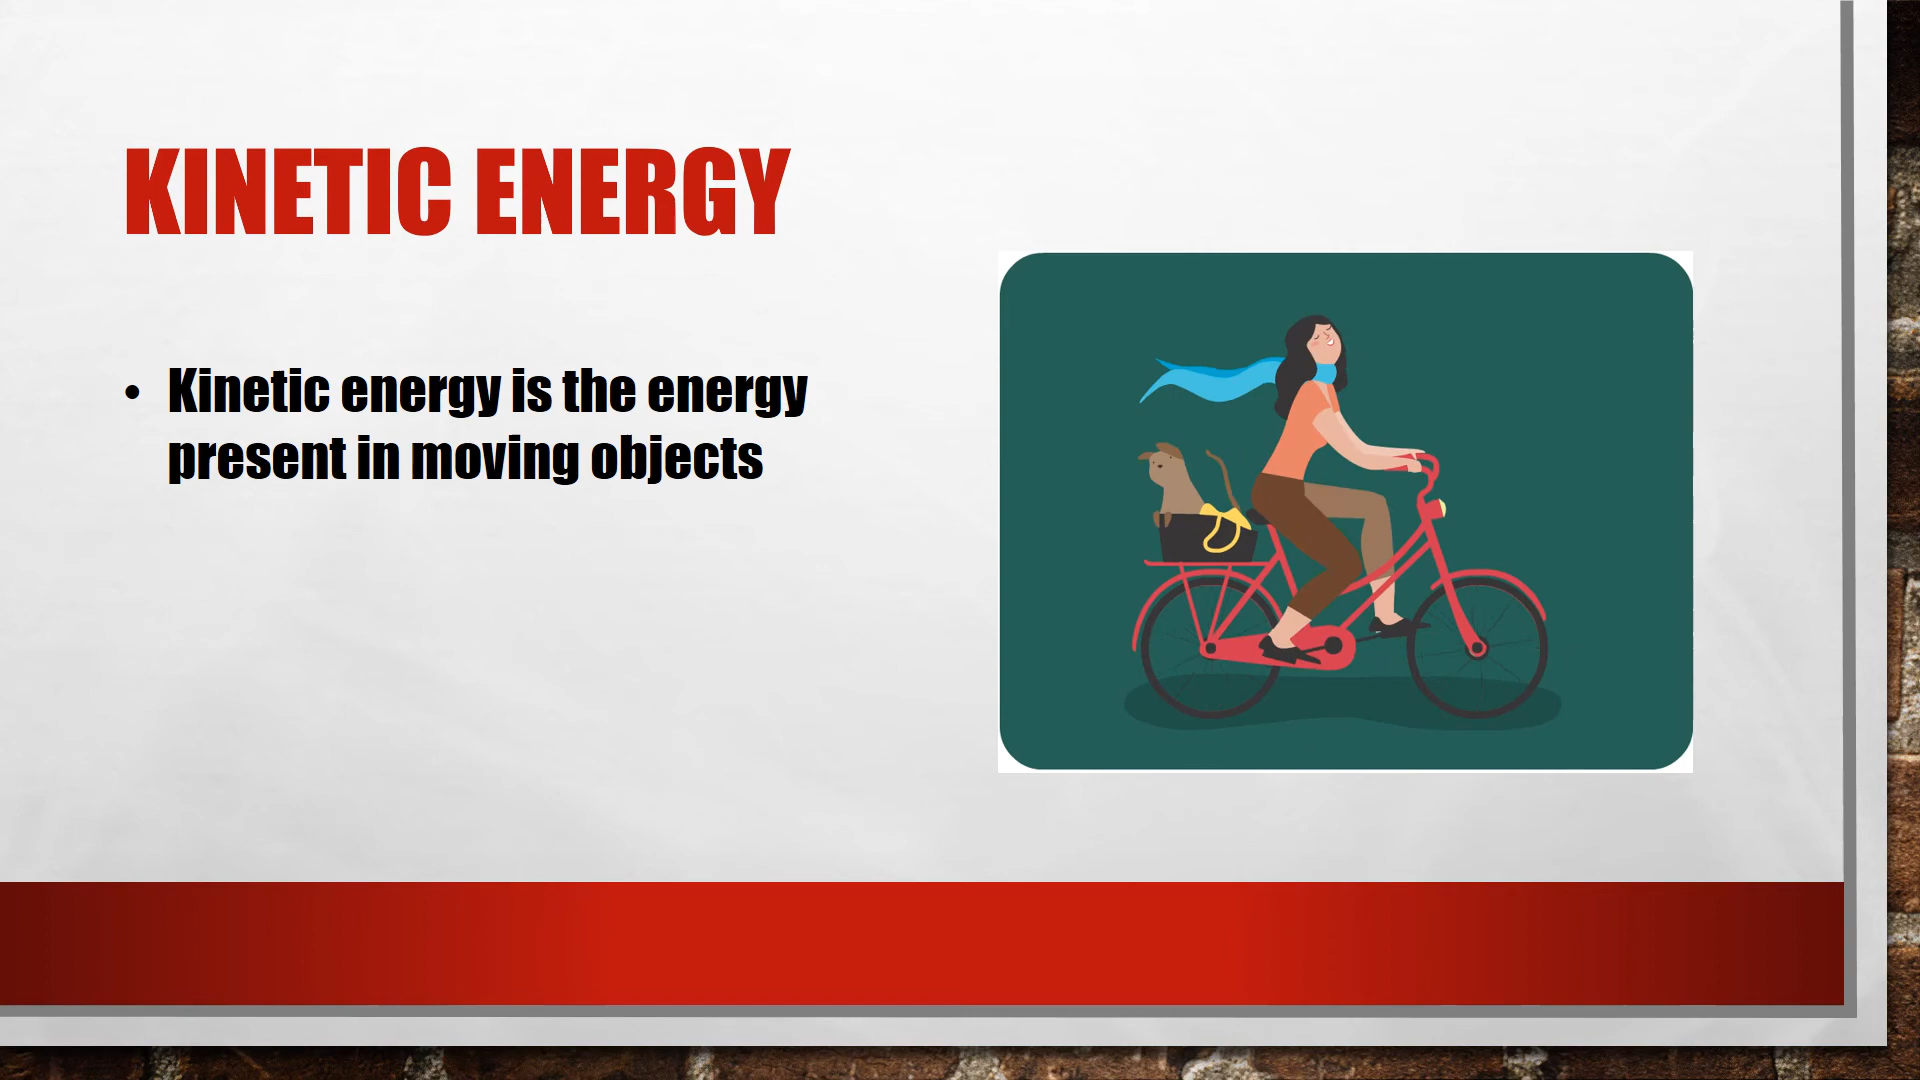 KINETIC ENERGY
• Kinetic energy is the energy
present in moving objects